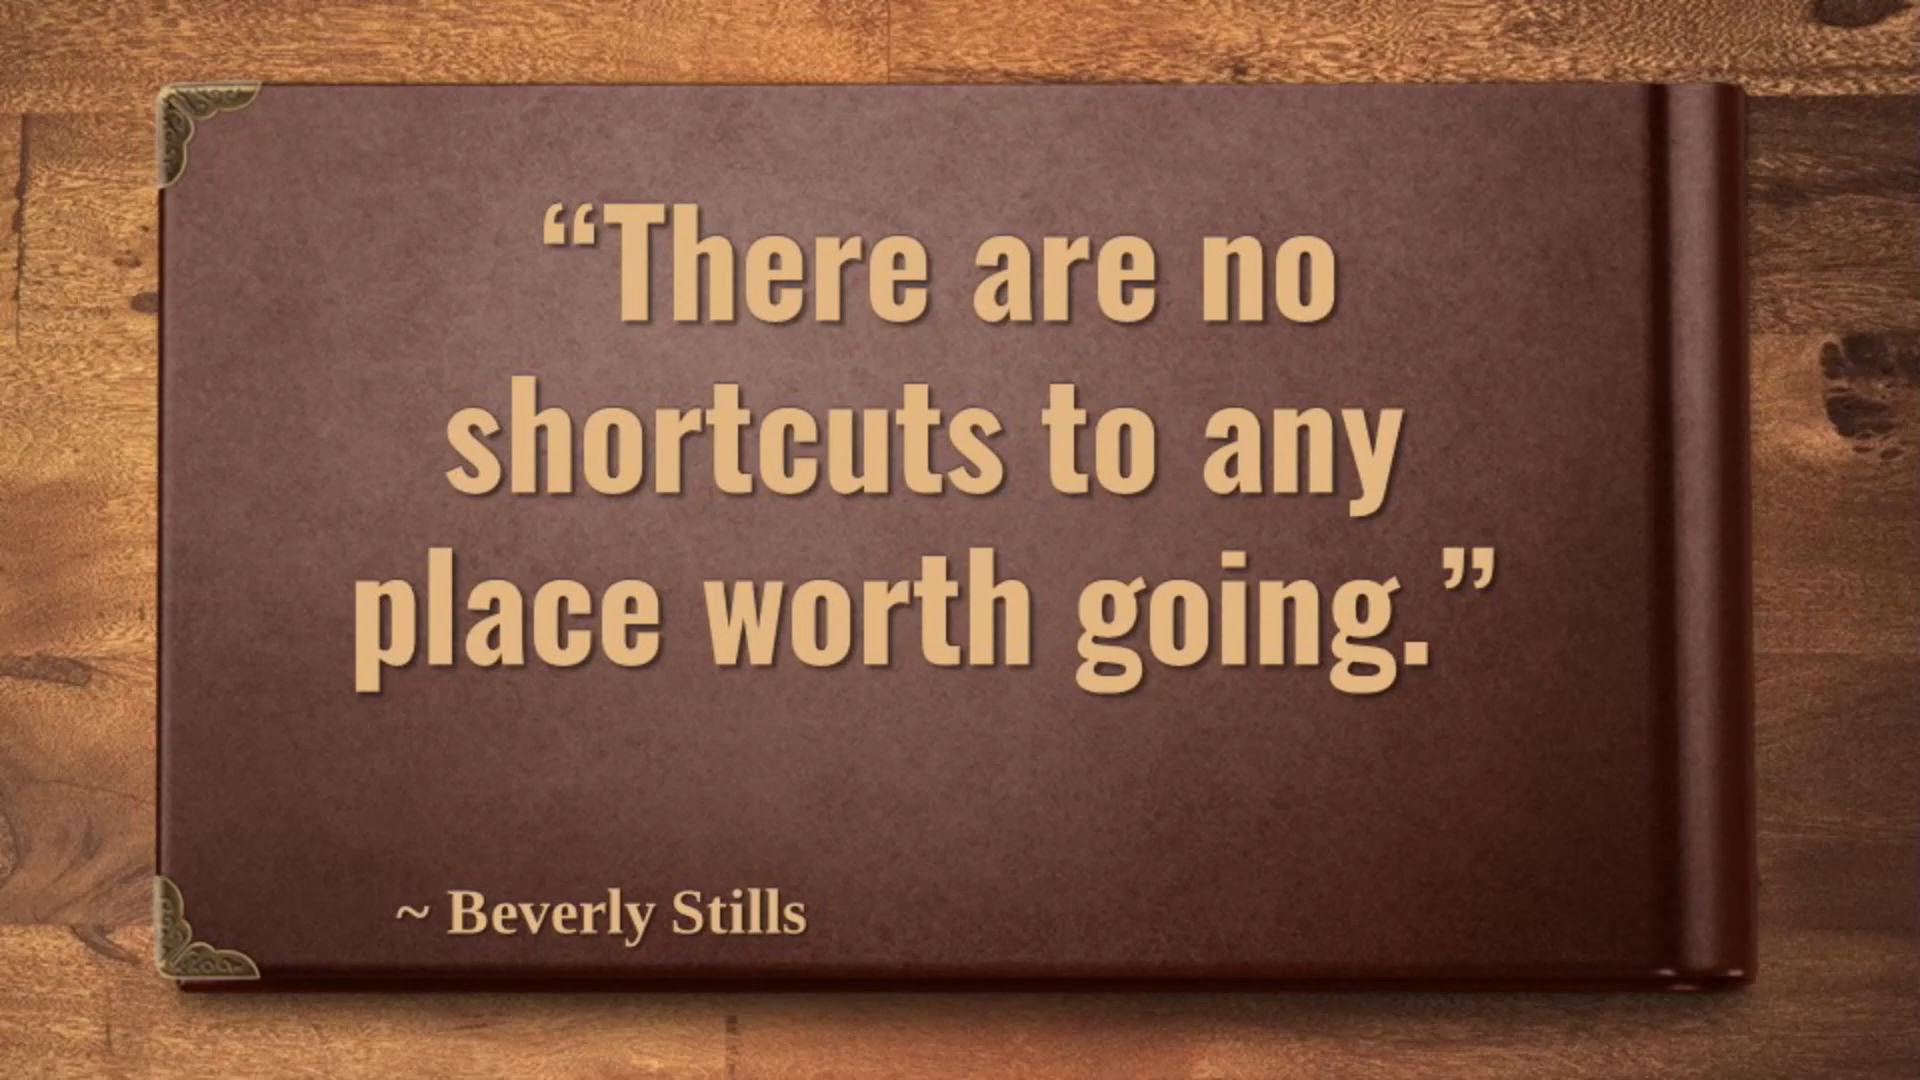 “There are no
shortcuts to any
place worth going.”
~ Beverly Stills